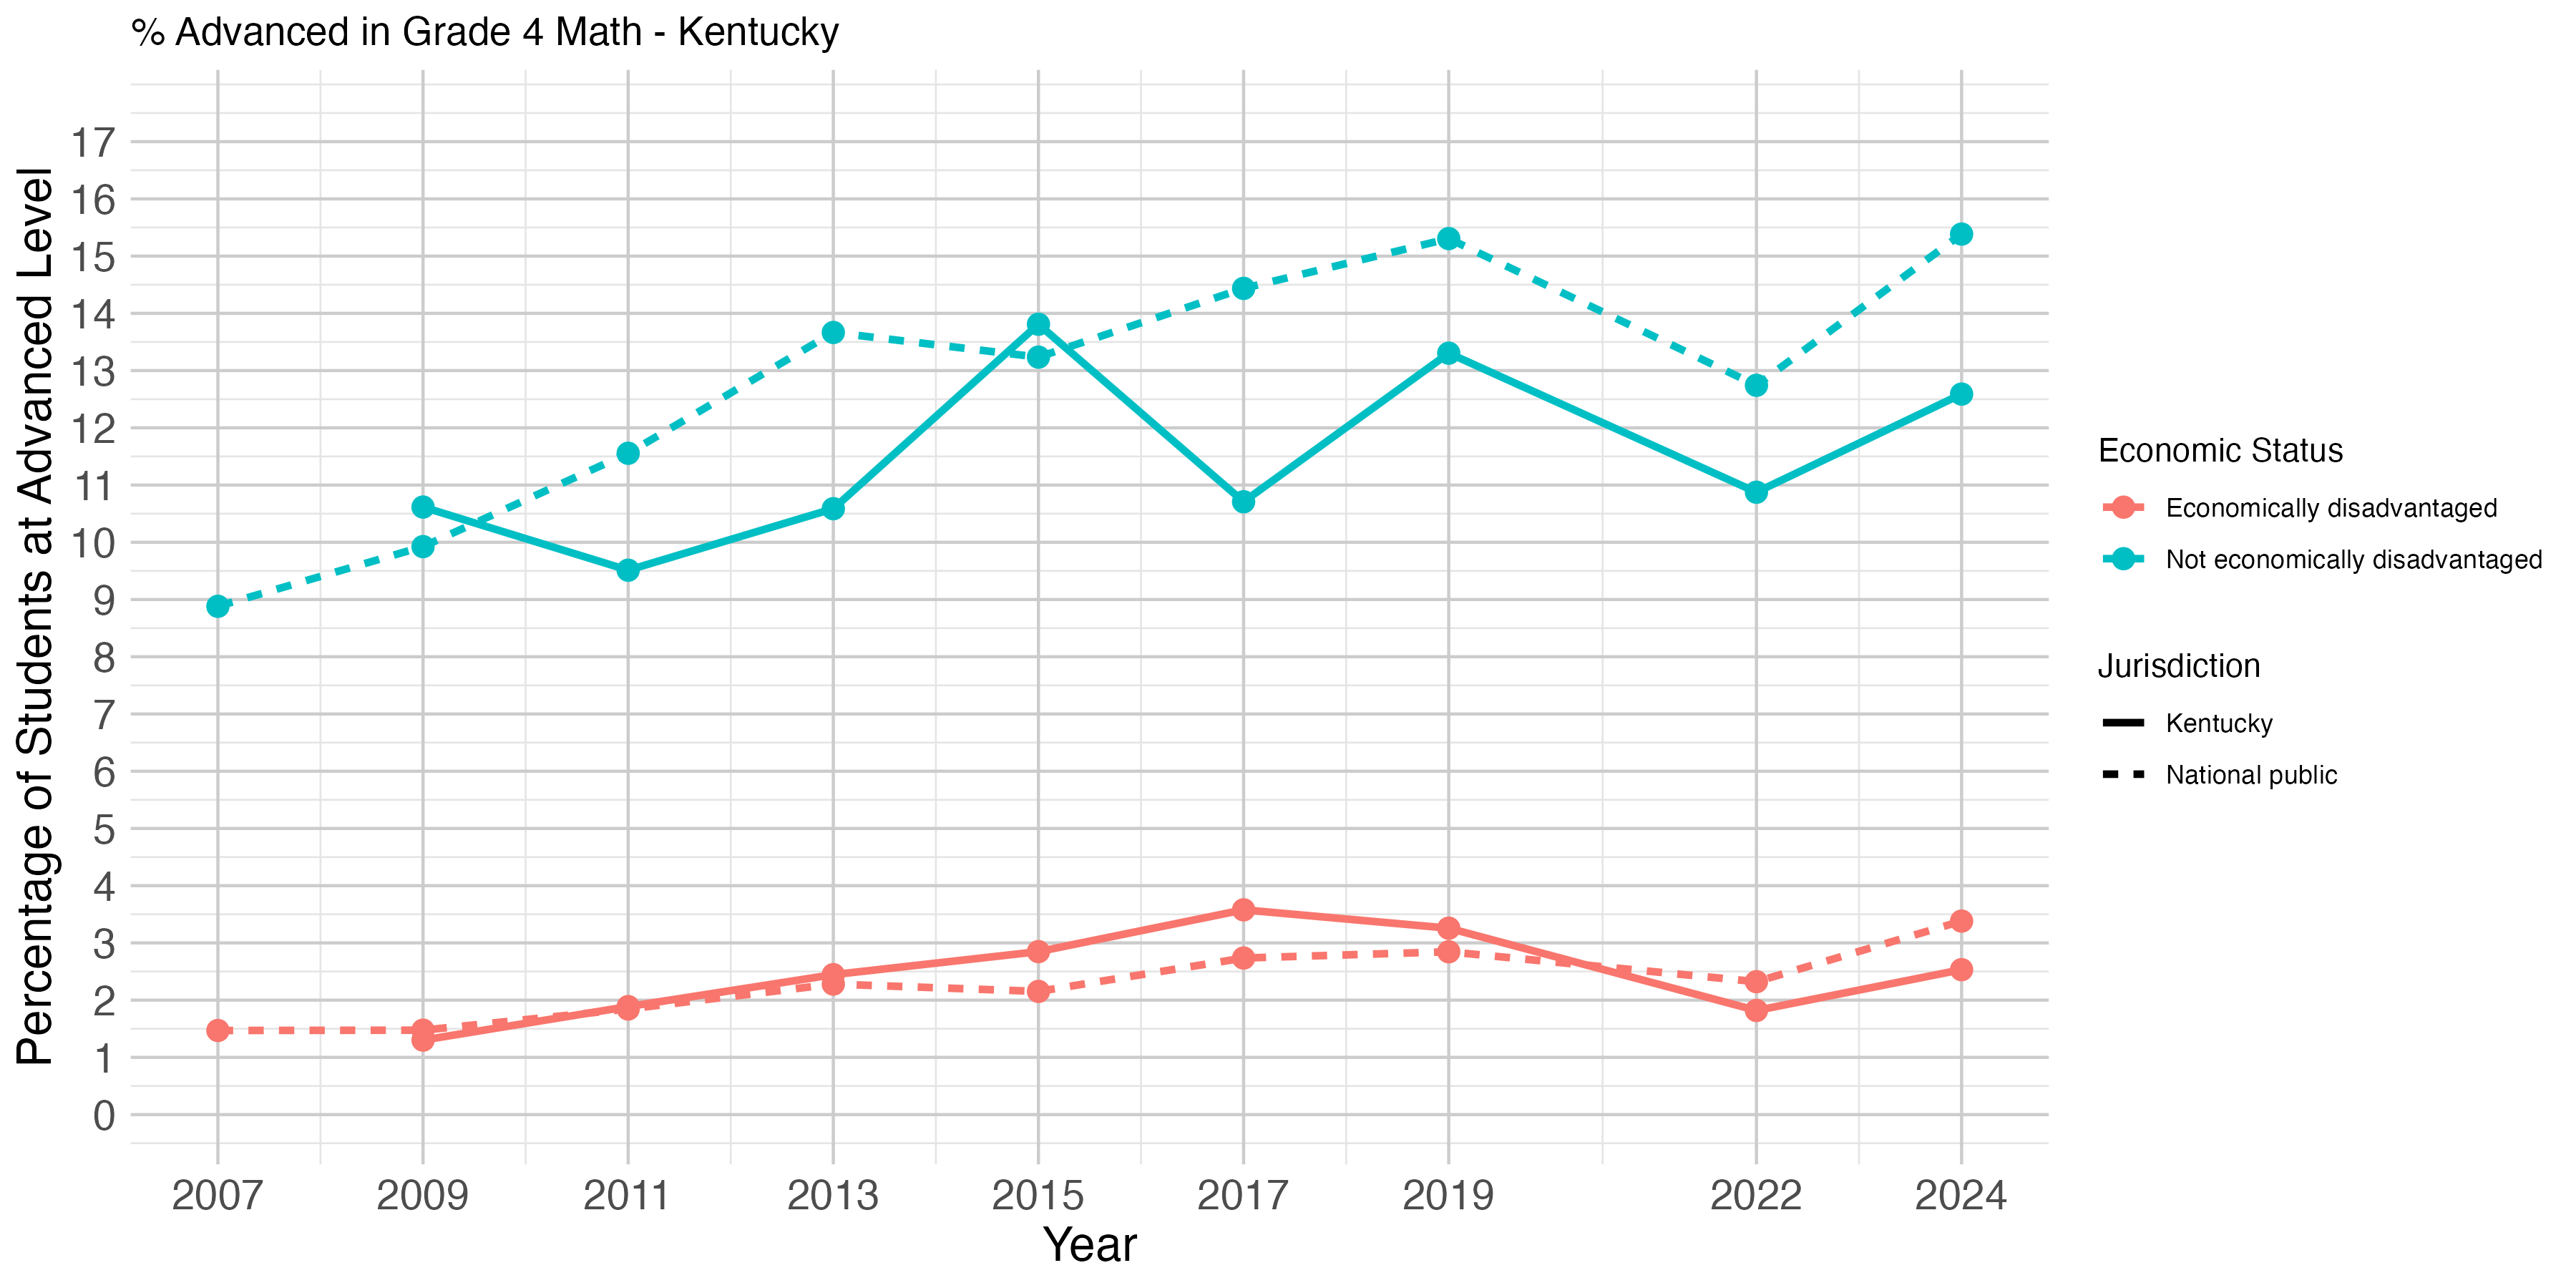 % Advanced in Grade 4 Math - Kentucky
Percentage of Students at Advanced Level
17
16
15
14
13
12
11
10
9
8
7
6
5
4
3
2
1
0
2007 2009 2011 2013 2015 2017 2019 2022 2024
Year
Economic Status
Economically disadvantaged
Not economically disadvantaged
Jurisdiction
Kentucky
National public